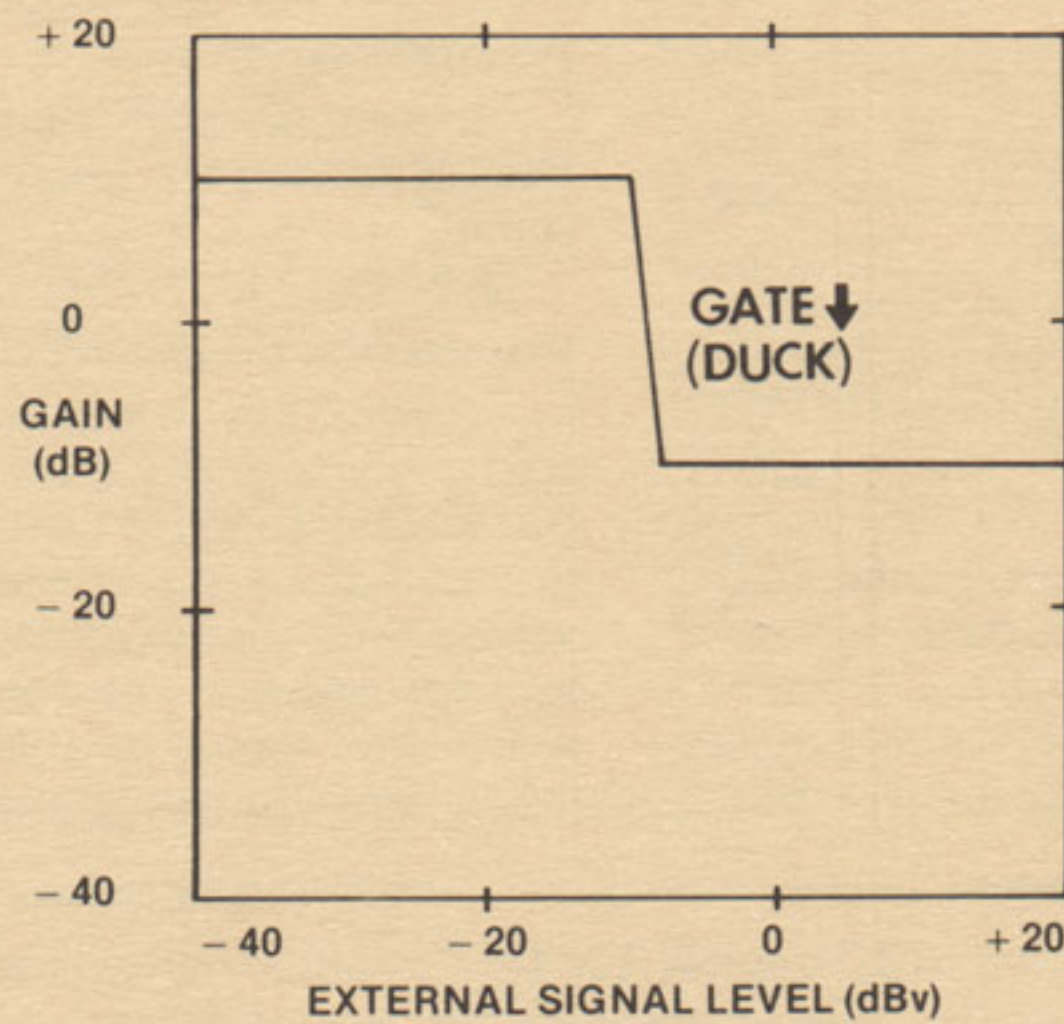 + 20
0
GAIN
(dB)
– 20
– 40
GATE ⬇
(DUCK)
– 40 – 20 0 + 20
EXTERNAL SIGNAL LEVEL (dBv)